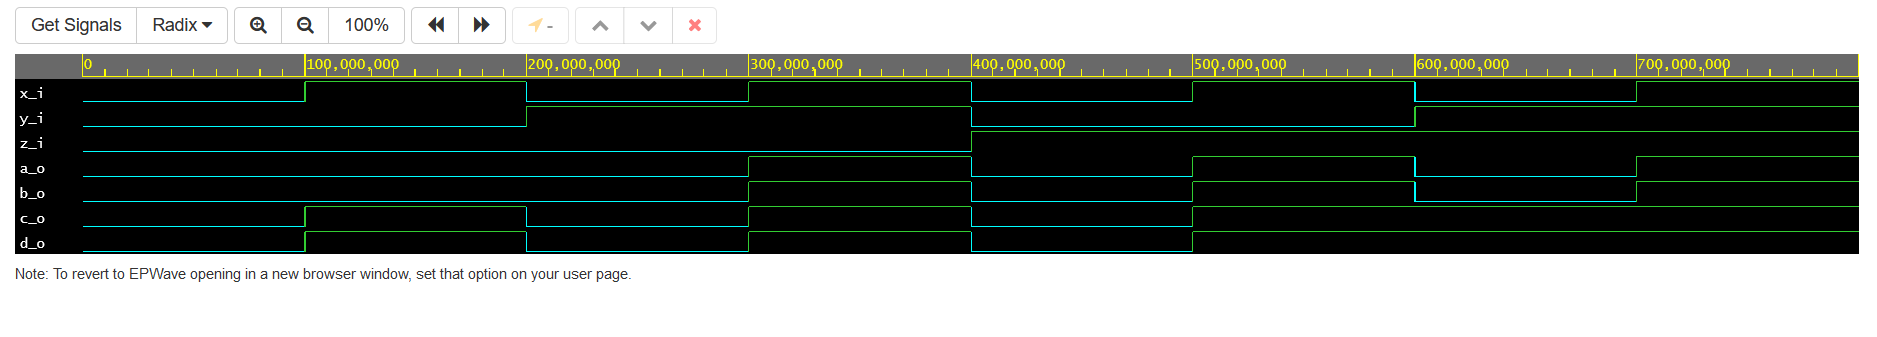 Get Signals Radix 100% -
0 100,000,000 200,000,000 300,000,000 400,000,000 500,000,000 600,000,000 700,000,000
x_i
y_i
z_i
a_o
b_o
c_o
d_o
Note: To revert to EPWave opening in a new browser window, set that option on your user page.